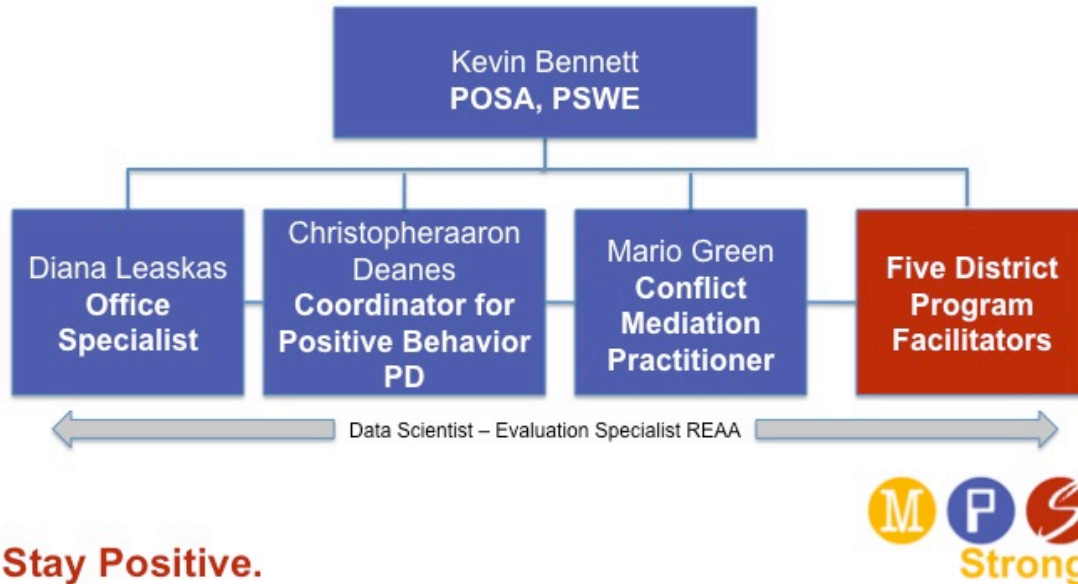 Kevin Bennett
POSA, PSWE
Diana Leaskas
Office
Specialist
Christopheraaron
Deanes
Coordinator for
Positive Behavior
PD
Mario Green
Conflict
Mediation
Practitioner
Five District
Program
Facilitators
Data Scientist – Evaluation Specialist REAA
M P S
Strong
Stay Positive.